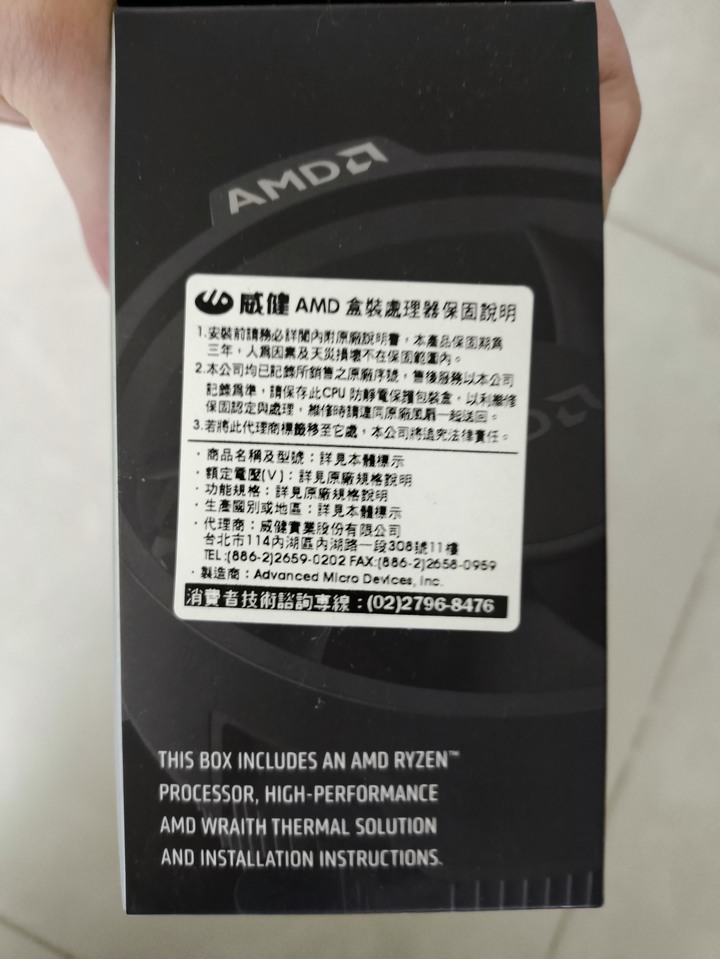 AMD
威健 AMD 盒裝處理器保固說明
1.安裝前請務必詳閱內附原廠說明書，本產品保固期為
三年，人為因素及天災損壞不在保固範圍內。
2.本公司均已記錄所銷售之原廠序號，售後服務以本公司
記錄為準，請保存此CPU 防靜電保護包裝盒，以利維修
保固認定與處理，維修時請連同原廠風扇一起送回。
3.若將此代理商標籤移至它處，本公司將追究法律責任。
· 商品名稱及型號：詳見本體標示
· 額定電壓(V)：詳見原廠規格說明
· 功能規格：詳見原廠規格說明
· 生產國別或地區：詳見本體標示
· 代理商：威健實業股份有限公司
台北市114內湖區內湖路一段308號11樓
TEL:(886-2)2659-0202 FAX:(886-2)2658-0959
· 製造商：Advanced Micro Devices, Inc.
消費者技術諮詢專線：(02)2796-8476
THIS BOX INCLUDES AN AMD RYZEN™
PROCESSOR, HIGH-PERFORMANCE
AMD WRAITH THERMAL SOLUTION
AND INSTALLATION INSTRUCTIONS.